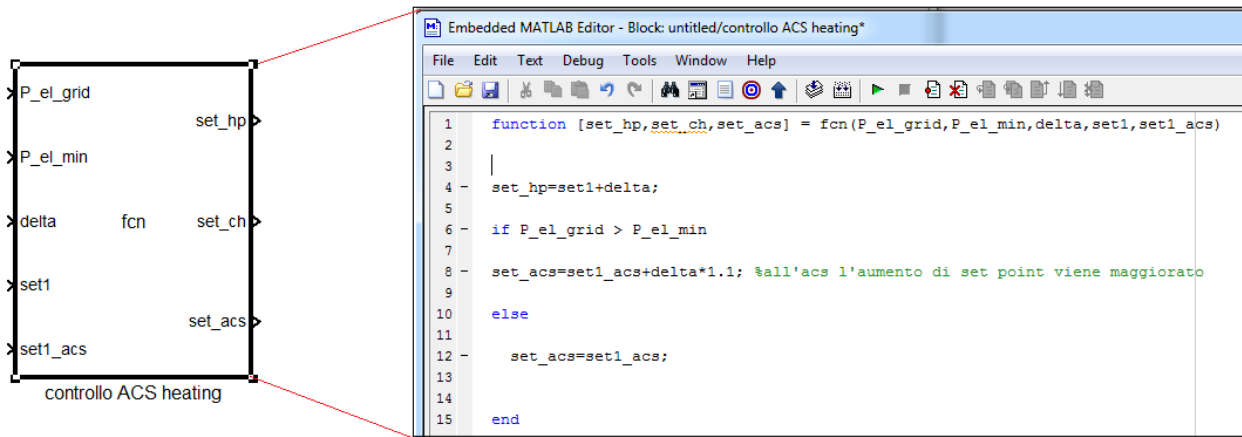 P_el_grid
set_hp
P_el_min
delta fcn set_ch
set1
set_acs
set1_acs
controllo ACS heating
Embedded MATLAB Editor - Block: untitled/controllo ACS heating*
File Edit Text Debug Tools Window Help
1 function [set_hp,set_ch,set_acs] = fcn(P_el_grid,P_el_min,delta,set1,set1_acs)
2
3
4 - set_hp=set1+delta;
5
6 - if P_el_grid > P_el_min
7
8 - set_acs=set1_acs+delta*1.1; %all'acs l'aumento di set point viene maggiorato
9
10 else
11
12 - set_acs=set1_acs;
13
14
15 end